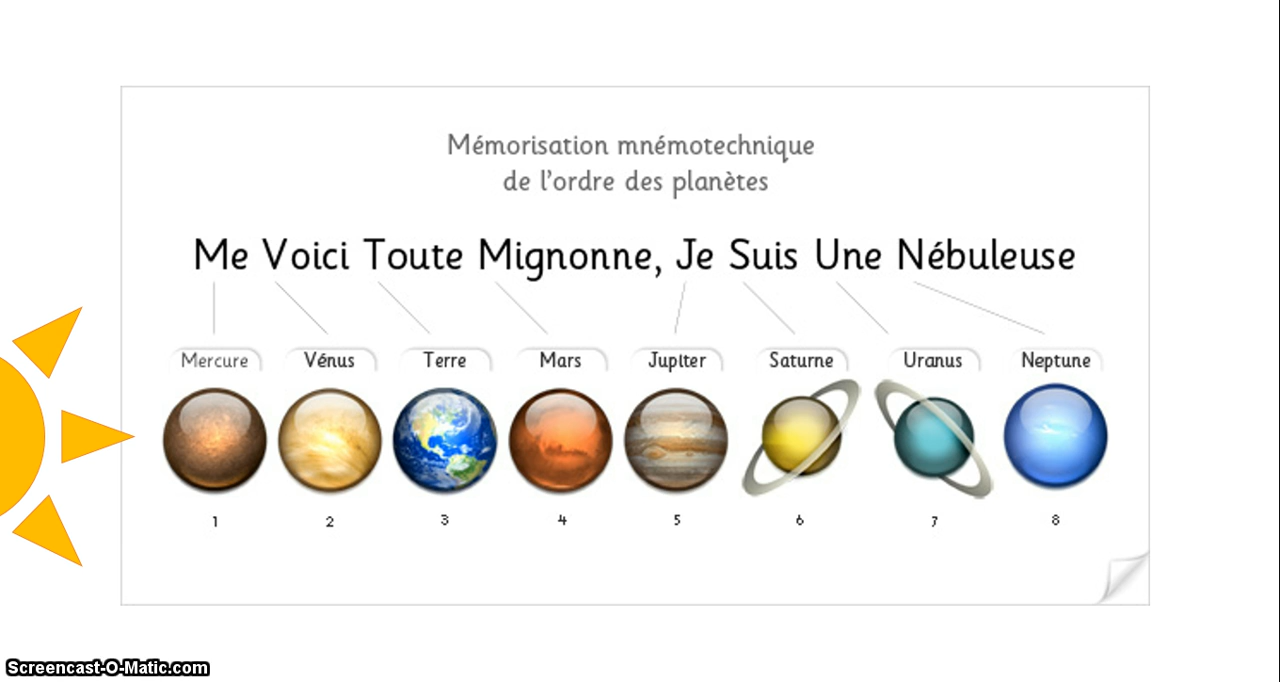 Mémorisation mnémotechnique
de l'ordre des planètes
Me Voici Toute Mignonne, Je Suis Une Nébuleuse
Mercure Vénus Terre Mars Jupiter Saturne Uranus Neptune
1 2 3 4 5 6 7 8
Screencast-O-Matic.com